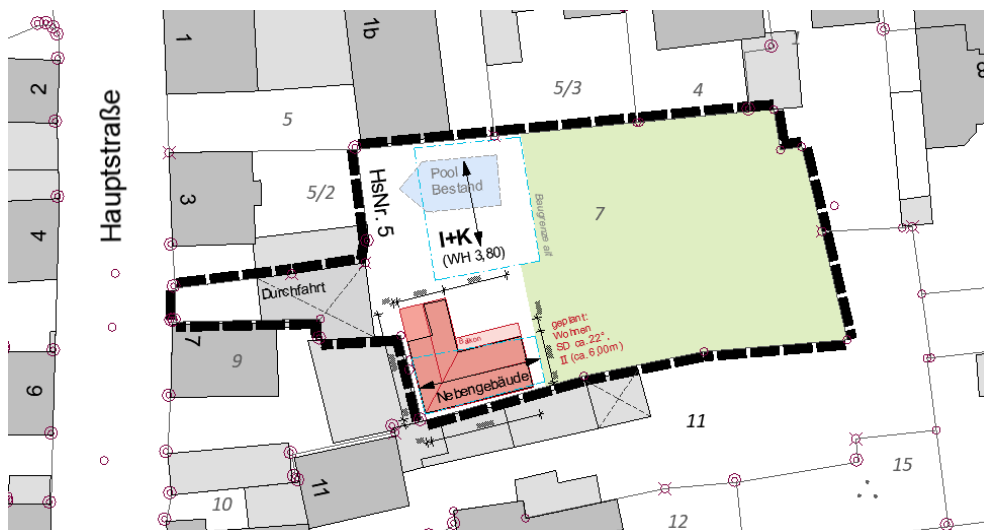 1
1b
2
Hauptstraße
5
5/3
4
1
8
3
5/2
HsNr. 5
Pool
Bestand
Baugrenze alt
7
4
I+K
(WH 3,80)
Durchfahrt
7
9
Balkon
geplant:
Wohnen
SD ca.22°,
II (ca. 6,00m)
Nebengebäude
6
11
11
10
12
15